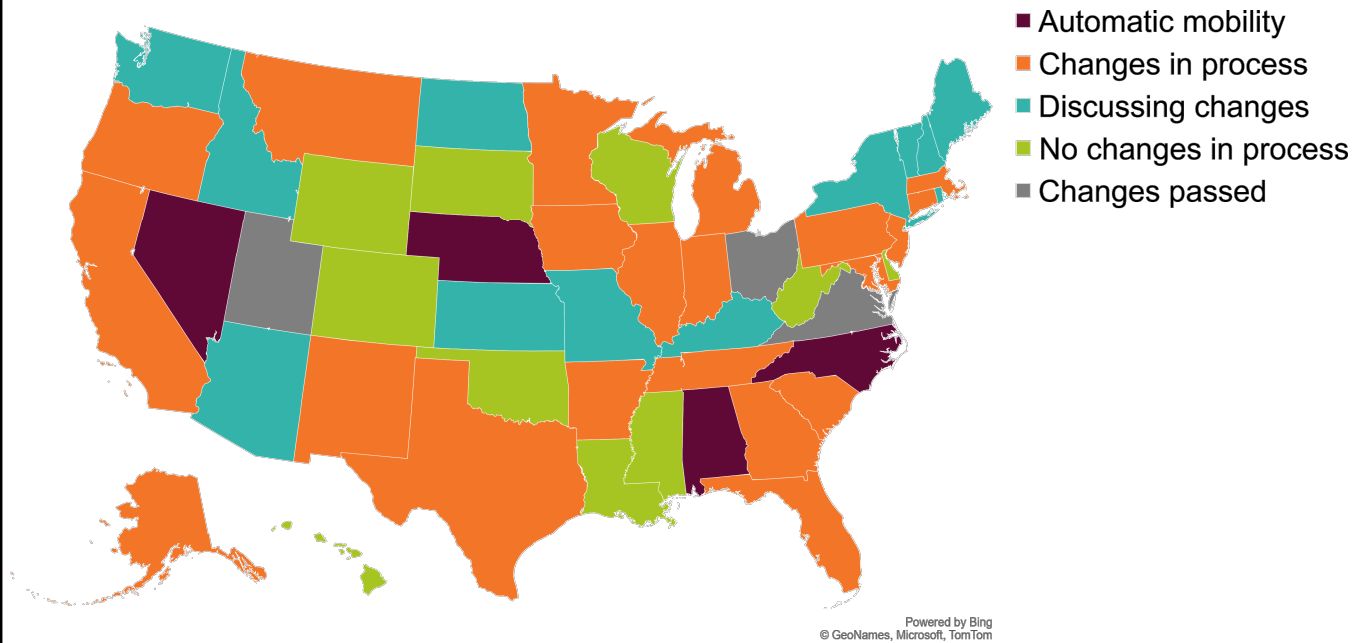 Automatic mobility
Changes in process
Discussing changes
No changes in process
Changes passed
Powered by Bing
© GeoNames, Microsoft, TomTom